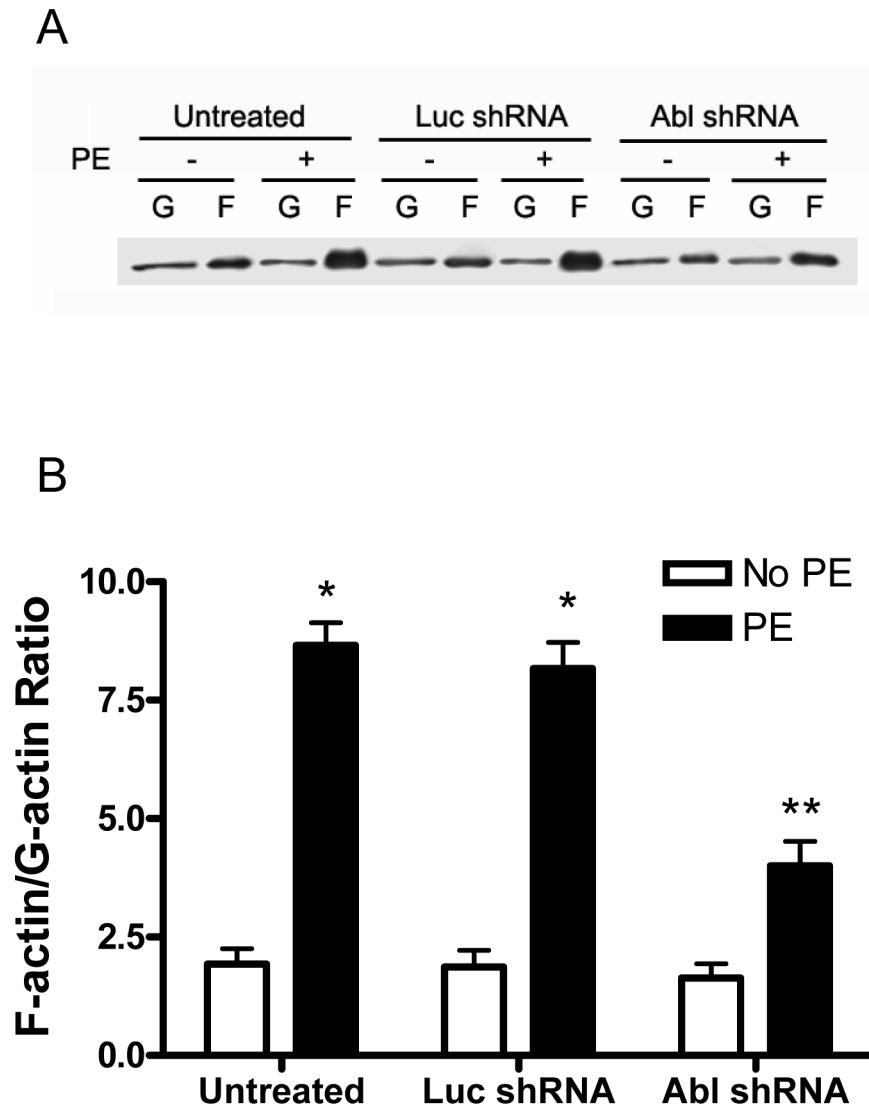 A
Untreated Luc shRNA Abl shRNA
PE - + - + - +
G F G F G F G F G F G F
B
No PE
PE
F-actin/G-actin Ratio
10.0
7.5
5.0
2.5
0.0
* * **
Untreated Luc shRNA Abl shRNA